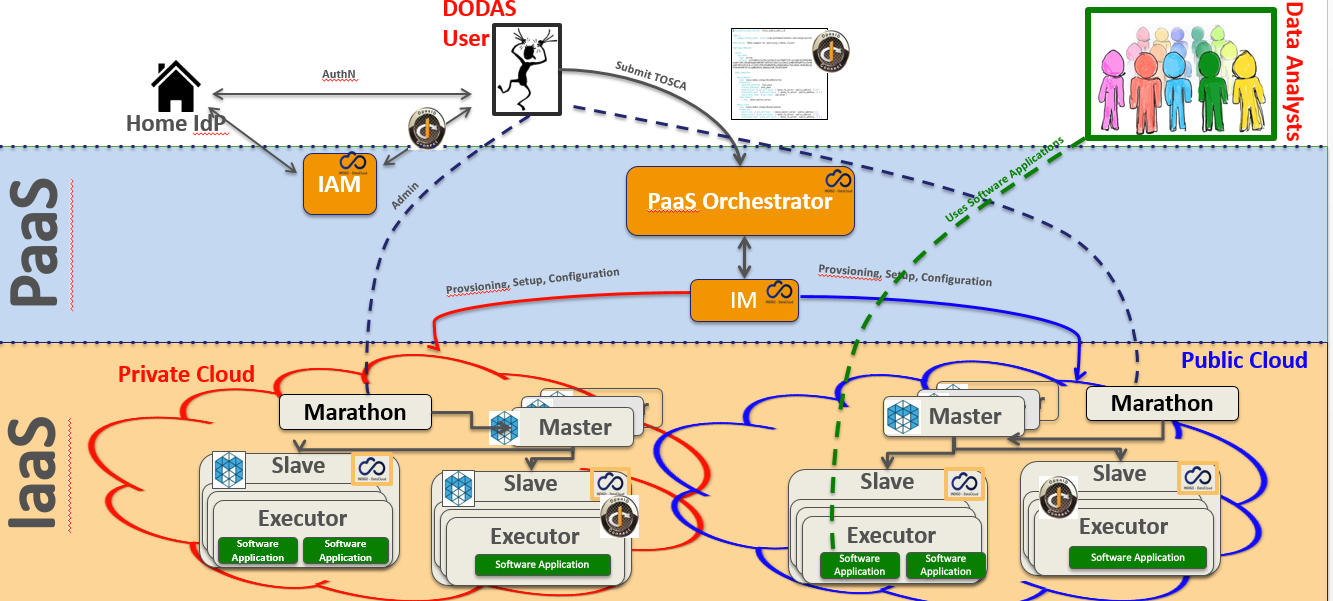 DODAS
User
Data Analysts
AuthN
Submit TOSCA
Home IdP
IAM
Admin
PaaS
PaaS Orchestrator
Uses Software Applications
Provsioning, Setup, Configuration
Provsioning, Setup, Configuration
IM
Private Cloud
Public Cloud
IaaS
Marathon
Master
Master
Marathon
Slave
Slave
Slave
Slave
Executor
Executor
Executor
Executor
Software
Application
Software
Application
Software Application
Software
Application
Software
Application
Software Application